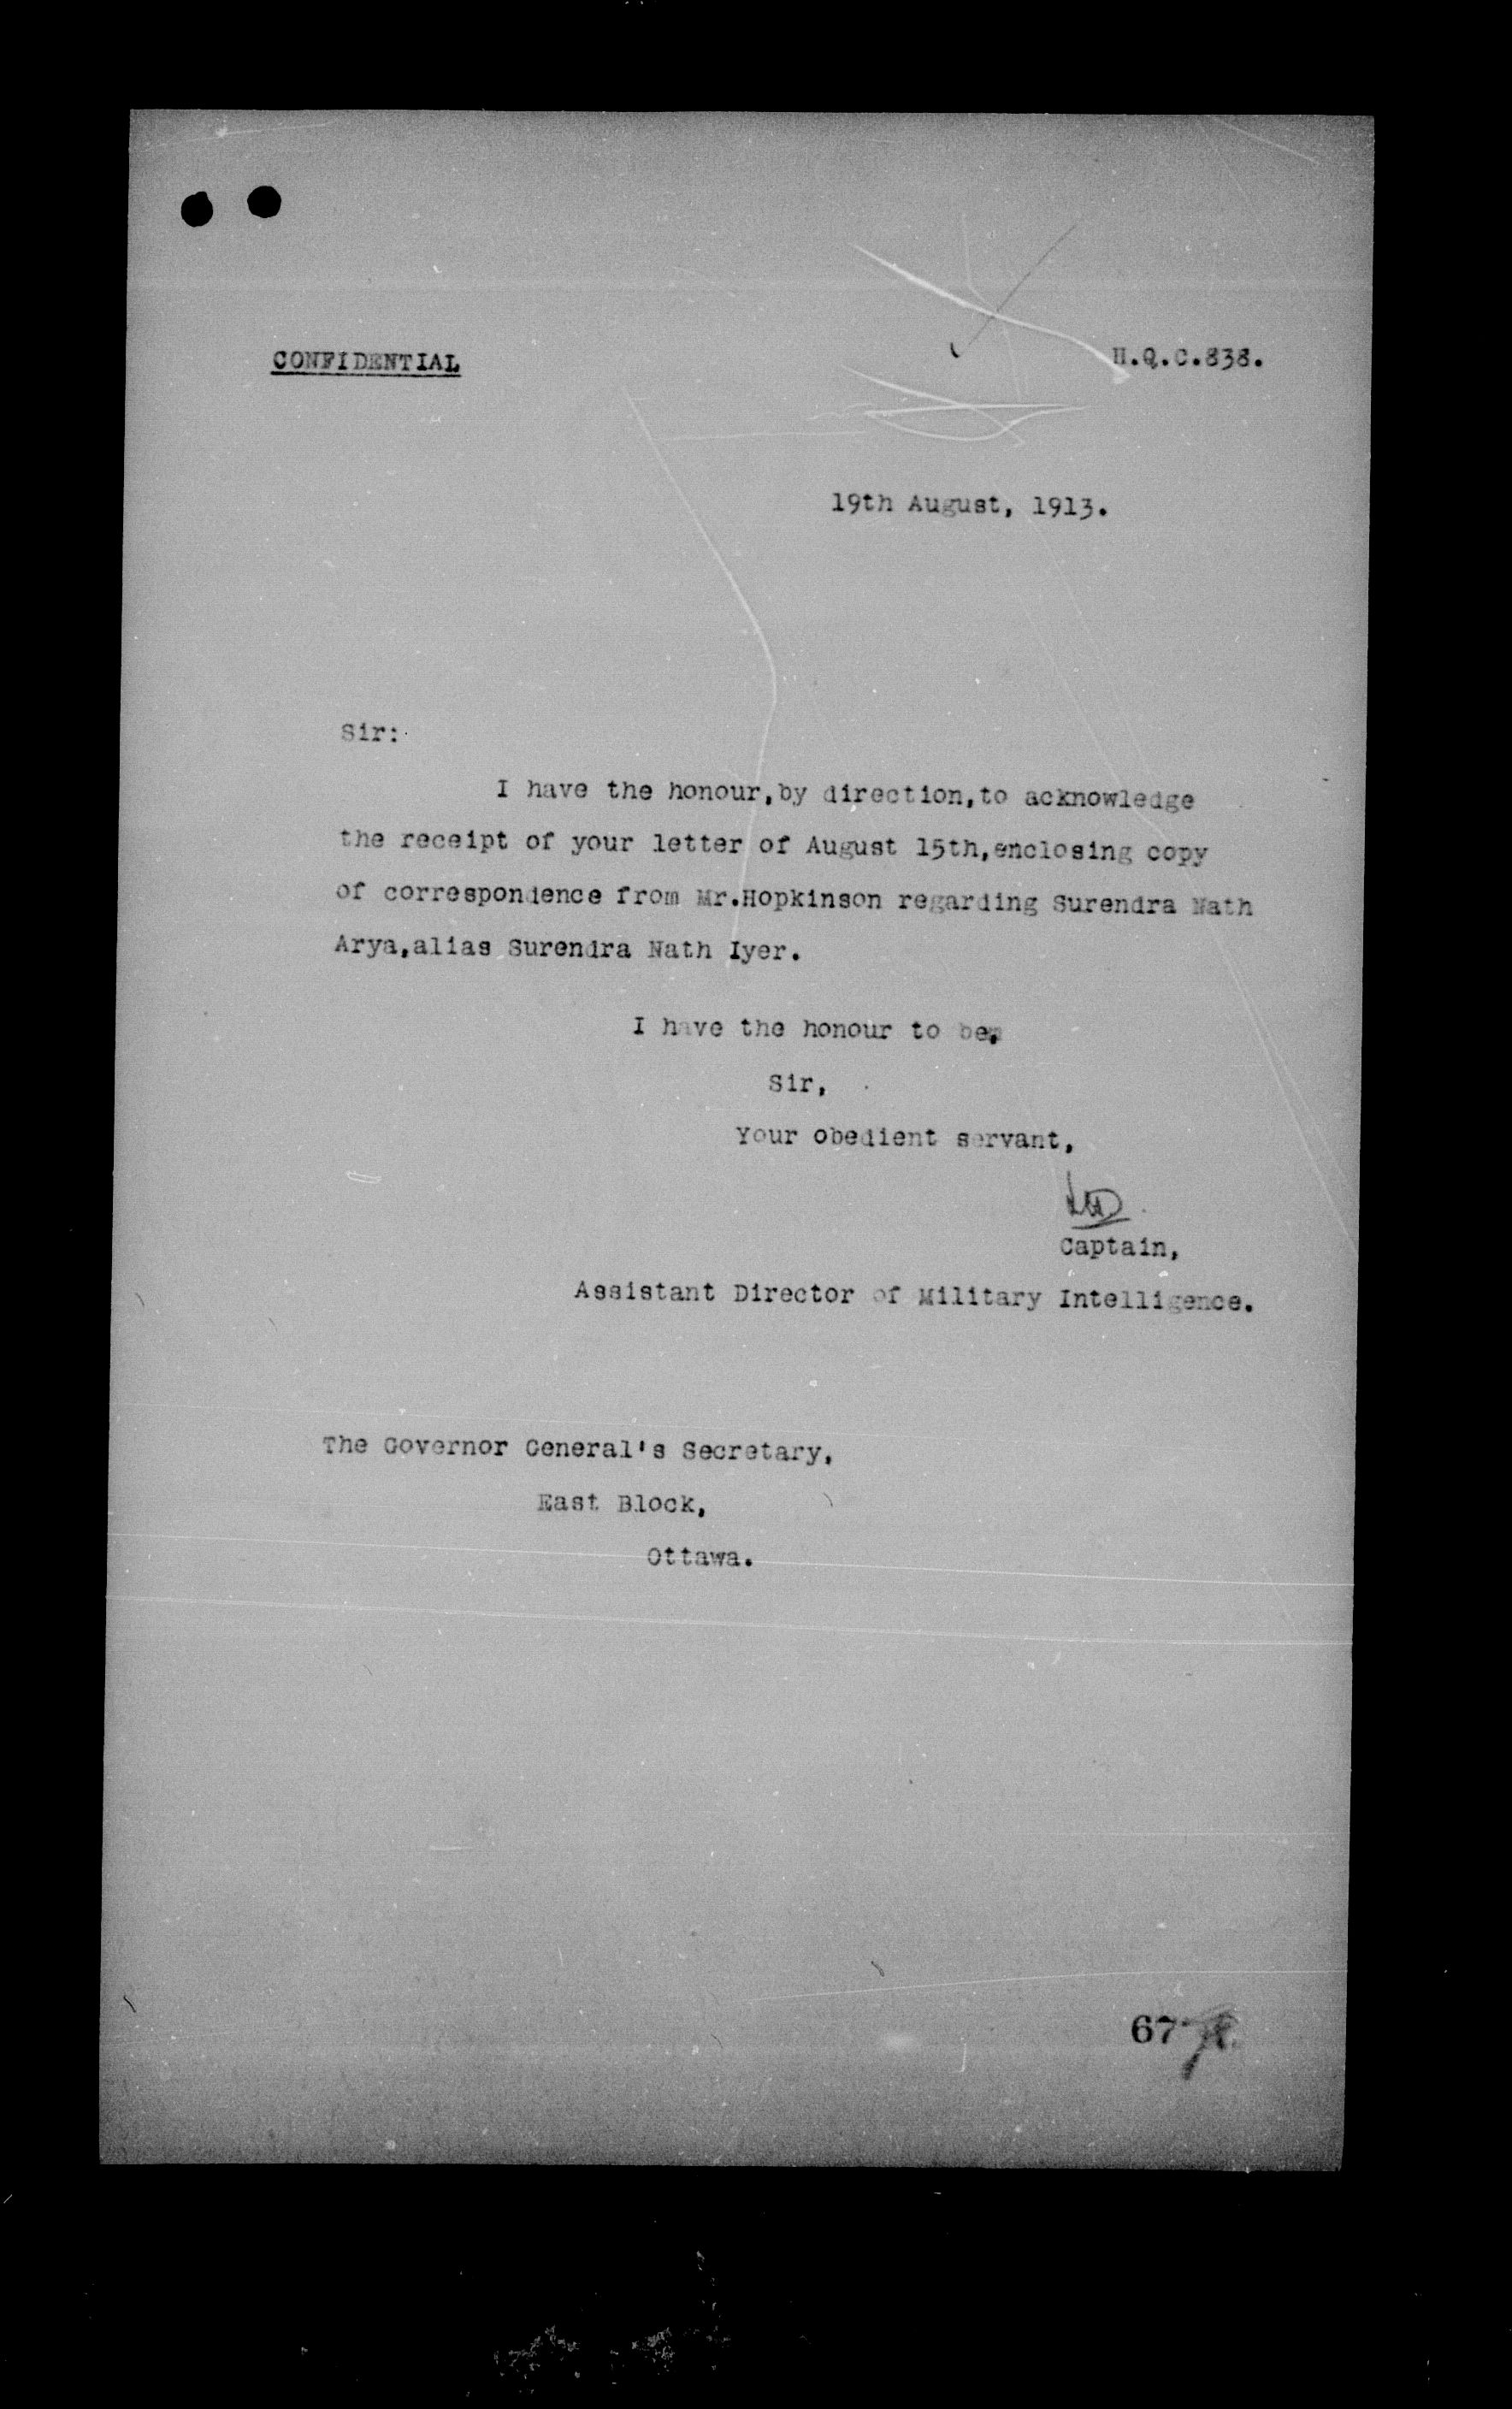 CONFIDENTIAL
H.Q.C.838.
19th August, 1913.
Sir:
I have the honour,by direction,to acknowledge
the receipt of your letter of August 15th,enclosing copy
of correspondence from Mr.Hopkinson regarding Surendra Nath
Arya,alias Surendra Nath Iyer.
I have the honour to be,
Sir,
Your obedient servant,
Captain,
Assistant Director of Military Intelligence.
The Governor General's Secretary,
East Block,
Ottawa.
67